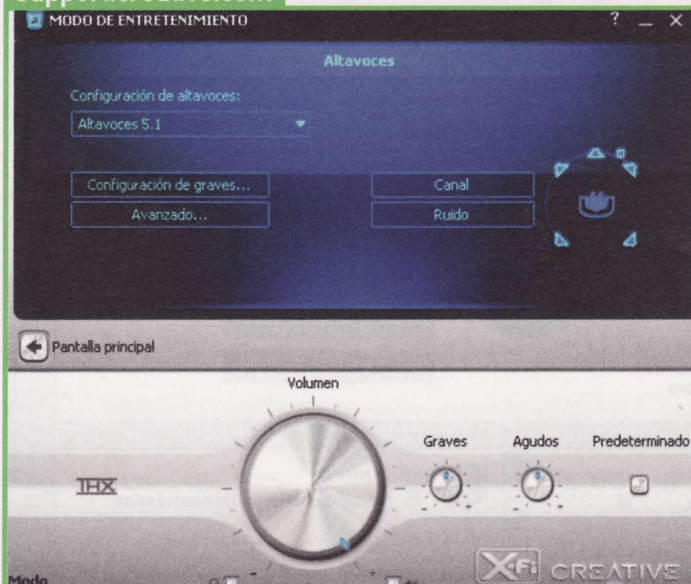 MODO DE ENTRETENIMIENTO ? _ ×
Altavoces
Configuración de altavoces:
Altavoces 5.1
Configuración de graves...
Canal
Avanzado...
Ruido
Pantalla principal
Volumen
Graves
Agudos
Predeterminado
- +
- +
THX
- +
X-Fi CREATIVE
Modo